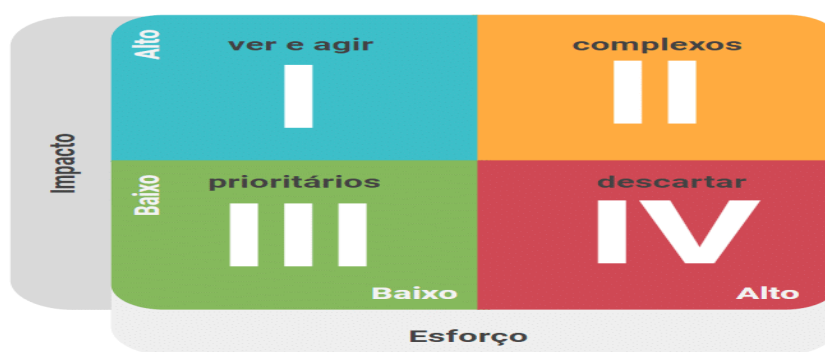 Impacto
Alto
ver e agir
I
complexos
II
Baixo
prioritários
III
descartar
IV
Baixo
Alto
Esforço